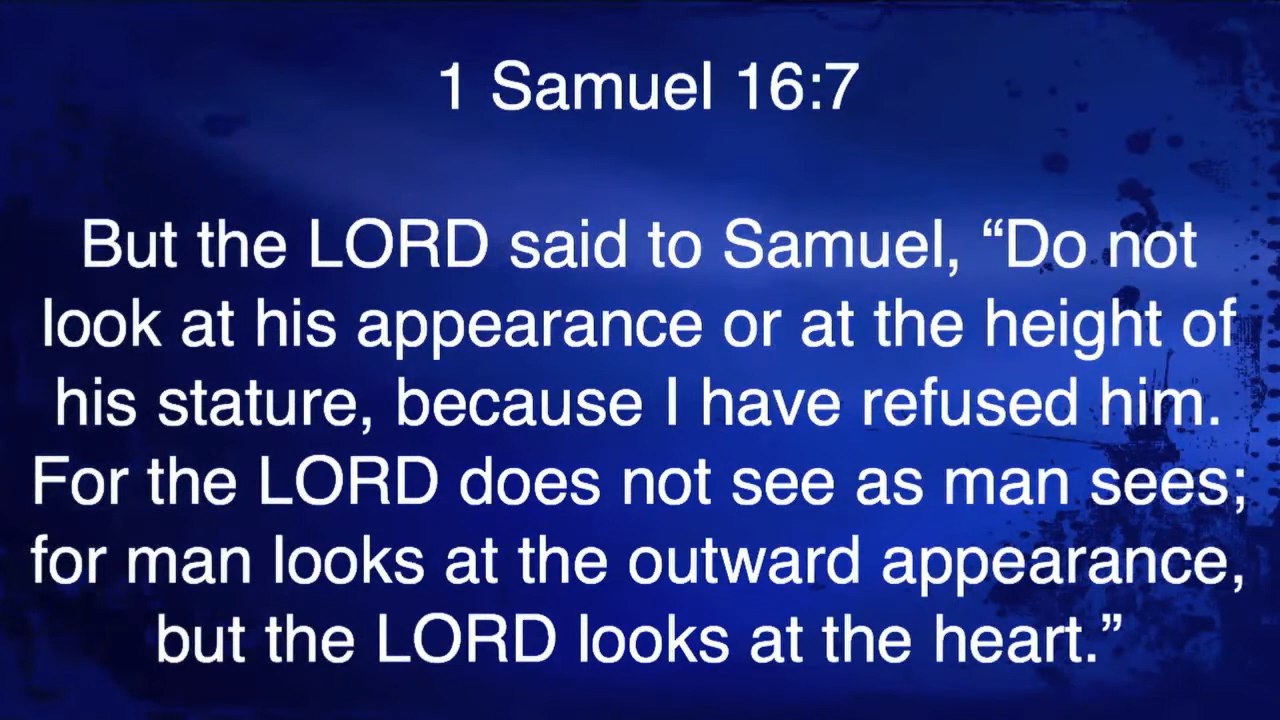 1 Samuel 16:7
But the LORD said to Samuel, “Do not
look at his appearance or at the height of
his stature, because I have refused him.
For the LORD does not see as man sees;
for man looks at the outward appearance,
but the LORD looks at the heart.”